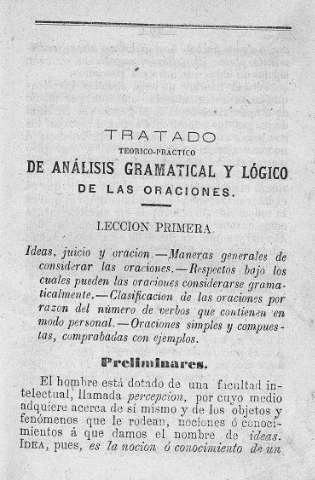 TRATADO
TEÓRICO-PRÁCTICO
DE ANÁLISIS GRAMATICAL Y LÓGICO
DE LAS ORACIONES.
LECCION PRIMERA.
Ideas, juicio y oracion.—Maneras generales de
considerar las oraciones.—Respectos bajo los
cuales pueden las oraciones considerarse grama-
ticalmente.—Clasificacion de las oraciones por
razon del número de verbos que contienen en
modo personal.—Oraciones simples y compues-
tas, comprobadas con ejemplos.
Preliminares.
El hombre está dotado de una facultad in-
telectual, llamada percepcion, por cuyo medio
adquiere acerca de sí mismo y de los objetos y
fenómenos que le rodean, nociones ó conoci-
mientos á que damos el nombre de ideas.
IDEA, pues, es la nocion ó conocimiento de un